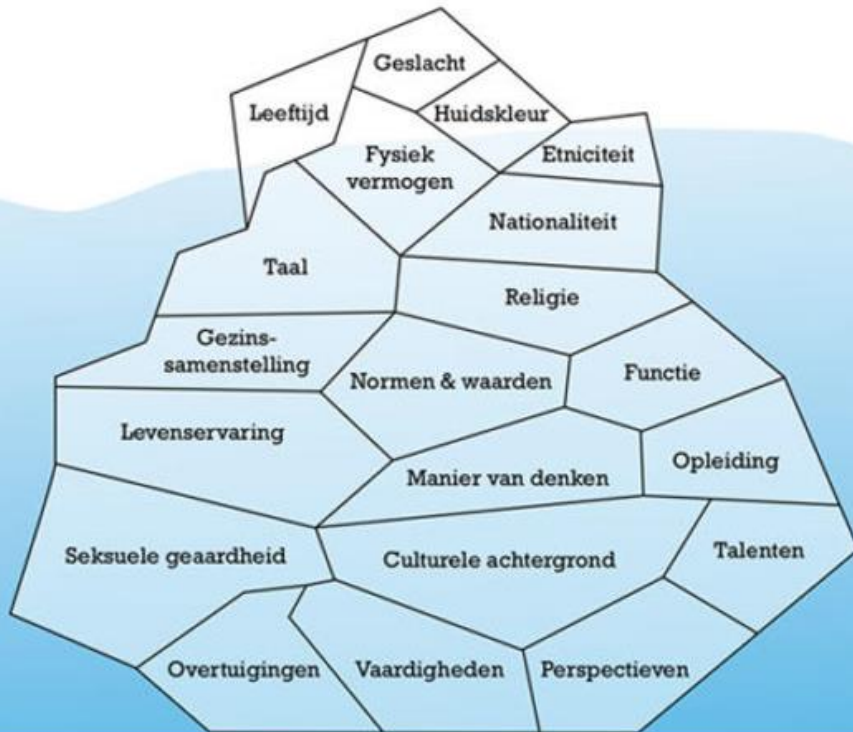 Geslacht
Leeftijd
Huidskleur
Fysiek
vermogen
Etniciteit
Nationaliteit
Taal
Religie
Gezins-
samenstelling
Normen & waarden
Functie
Levenservaring
Manier van denken
Opleiding
Seksuele geaardheid
Culturele achtergrond
Talenten
Overtuigingen
Vaardigheden
Perspectieven